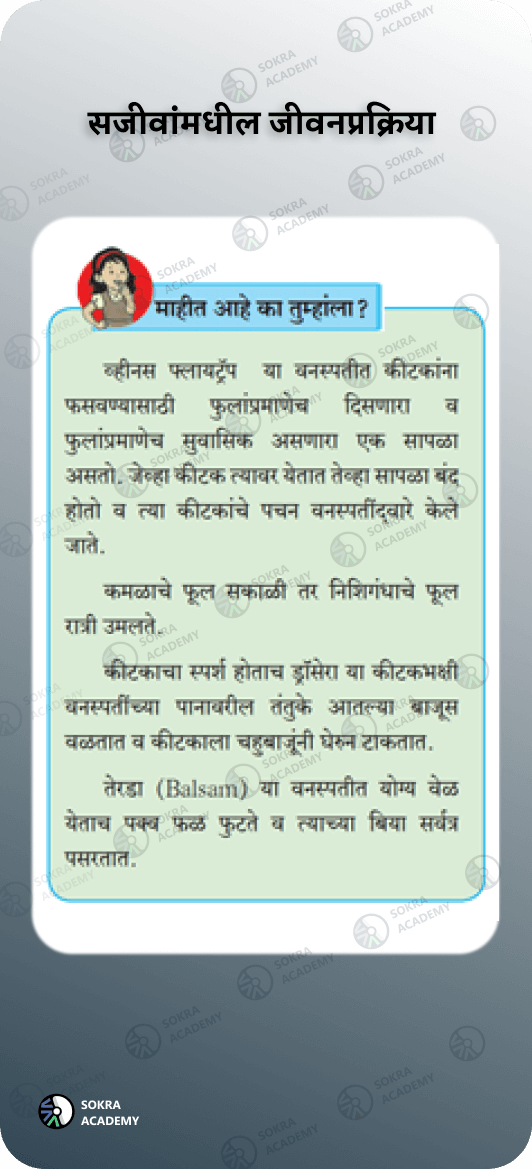 सजीवांमधील जीवनप्रक्रिया
माहीत आहे का तुम्हांला?
व्हीनस फ्लायट्रॅप या वनस्पतीत कीटकांना
फसवण्यासाठी फुलांप्रमाणेच दिसणारा व
फुलांप्रमाणेच सुवासिक असणारा एक सापळा
असतो. जेव्हा कीटक त्यावर येतात तेव्हा सापळा बंद
होतो व त्या कीटकांचे पचन वनस्पतींद्वारे केले
जाते.
कमळाचे फूल सकाळी तर निशिगंधाचे फूल
रात्री उमलते.
कीटकाचा स्पर्श होताच ड्रॉसेरा या कीटकभक्षी
वनस्पतींच्या पानावरील तंतुके आतल्या बाजूस
वळतात व कीटकाला चहुबाजूंनी घेरून टाकतात.
तेरडा (Balsam) या वनस्पतीत योग्य वेळ
येताच पक्व फळ फुटते व त्याच्या बिया सर्वत्र
पसरतात.
SOKRA
ACADEMY